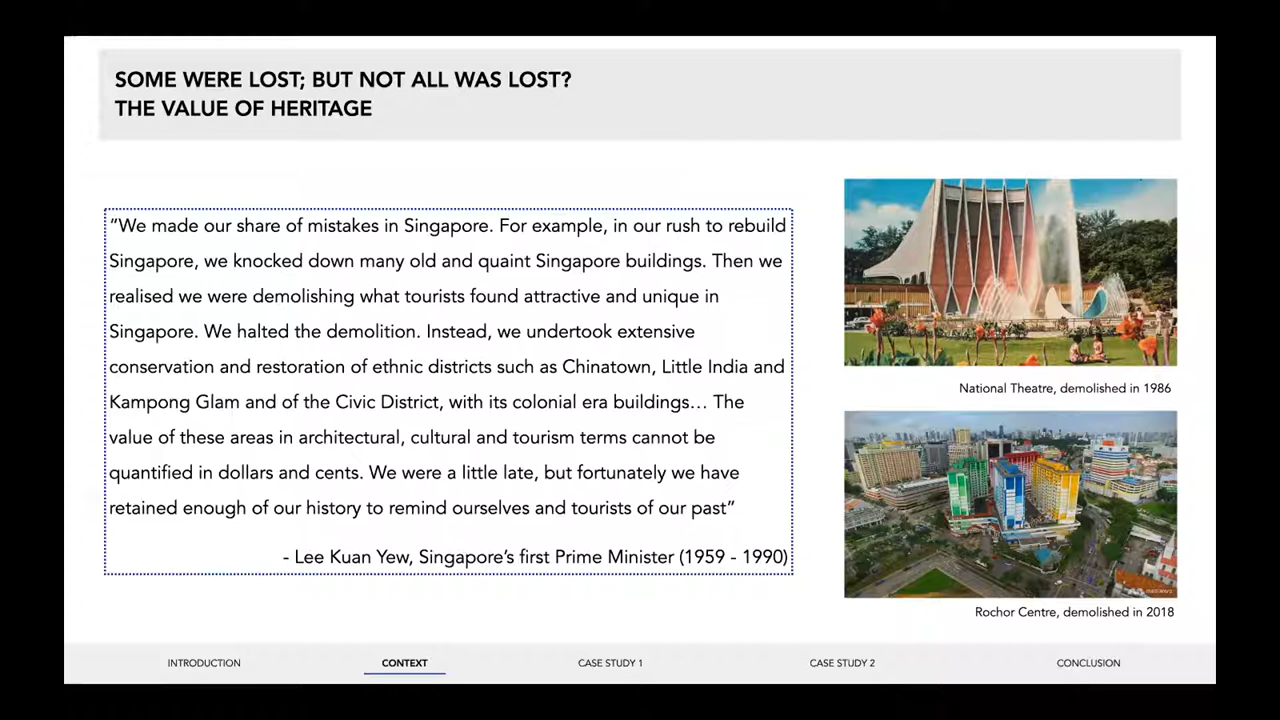 SOME WERE LOST; BUT NOT ALL WAS LOST?
THE VALUE OF HERITAGE
“We made our share of mistakes in Singapore. For example, in our rush to rebuild
Singapore, we knocked down many old and quaint Singapore buildings. Then we
realised we were demolishing what tourists found attractive and unique in
Singapore. We halted the demolition. Instead, we undertook extensive
conservation and restoration of ethnic districts such as Chinatown, Little India and
Kampong Glam and of the Civic District, with its colonial era buildings… The
value of these areas in architectural, cultural and tourism terms cannot be
quantified in dollars and cents. We were a little late, but fortunately we have
retained enough of our history to remind ourselves and tourists of our past”
- Lee Kuan Yew, Singapore’s first Prime Minister (1959 - 1990)
National Theatre, demolished in 1986
Rochor Centre, demolished in 2018
INTRODUCTION
CONTEXT
CASE STUDY 1
CASE STUDY 2
CONCLUSION